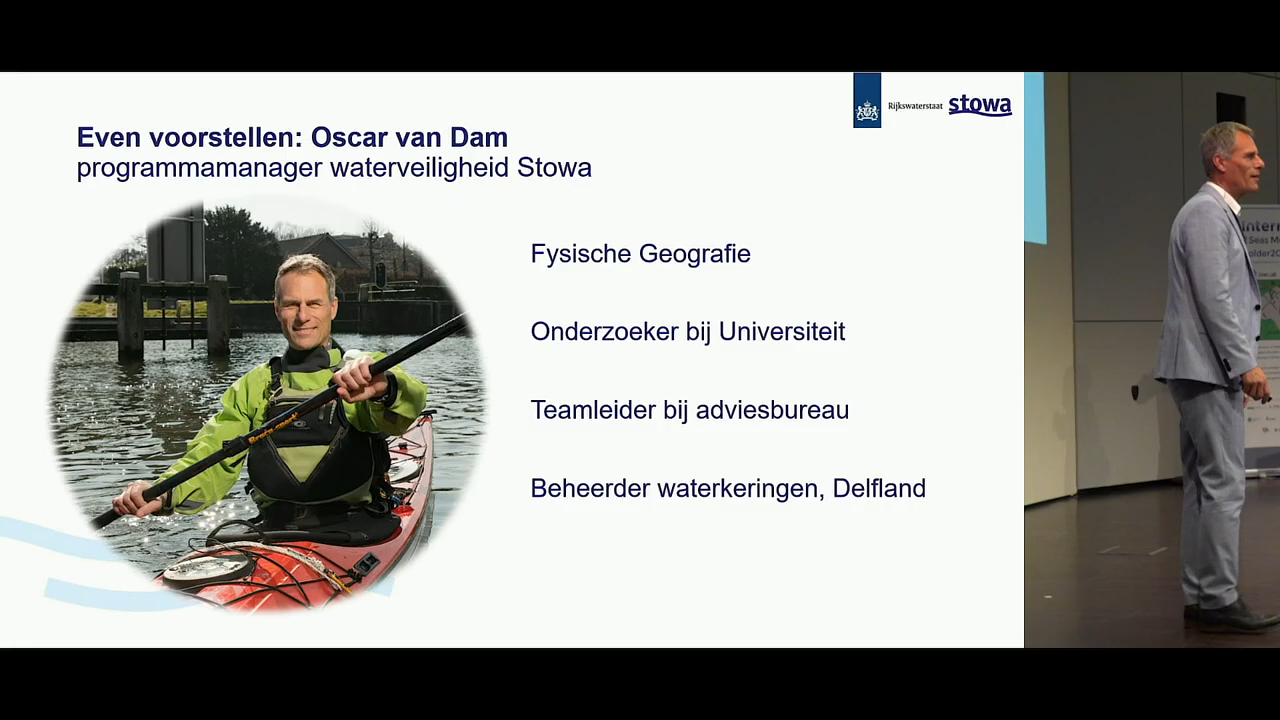 Rijkswaterstaat stowa
Even voorstellen: Oscar van Dam
programmamanager waterveiligheid Stowa
Fysische Geografie
Onderzoeker bij Universiteit
Teamleider bij adviesbureau
Beheerder waterkeringen, Delfland